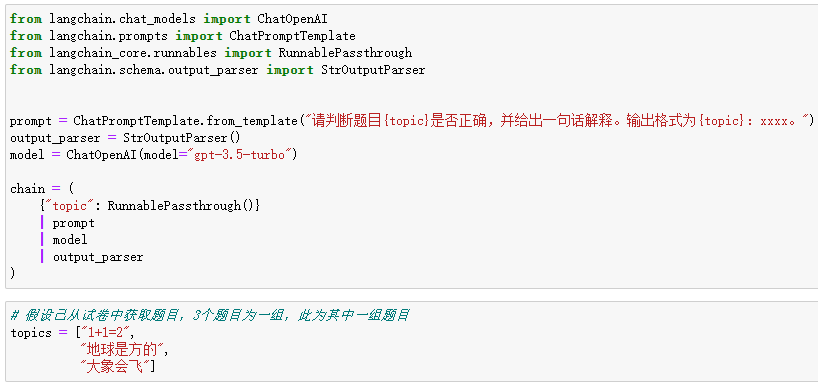 from langchain.chat_models import ChatOpenAI
from langchain.prompts import ChatPromptTemplate
from langchain_core.runnables import RunnablePassthrough
from langchain.schema.output_parser import StrOutputParser
prompt = ChatPromptTemplate.from_template("请判断题目{topic}是否正确，并给出一句话解释。输出格式为{topic}：xxxx。")
output_parser = StrOutputParser()
model = ChatOpenAI(model="gpt-3.5-turbo")
chain = (
    {"topic": RunnablePassthrough()}
    | prompt
    | model
    | output_parser
)
# 假设已从试卷中获取题目，3个题目为一组，此为其中一组题目
topics = ["1+1=2",
          "地球是方的",
          "大象会飞"]